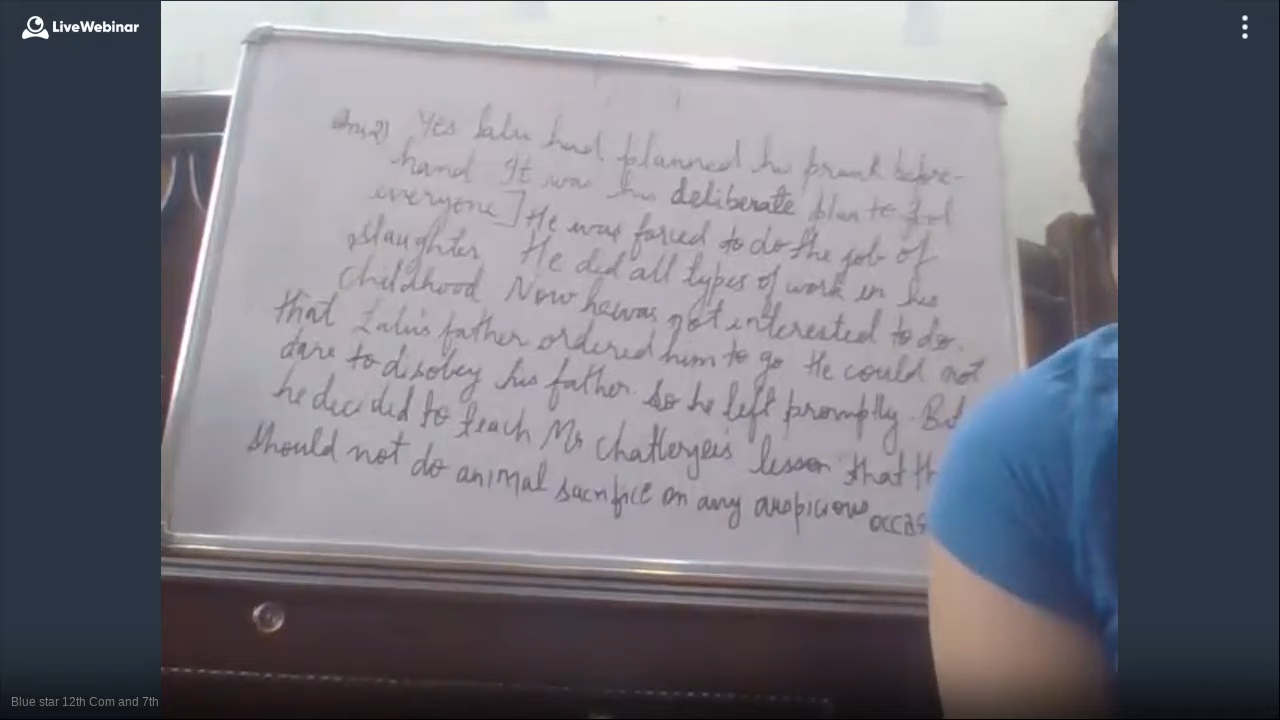 LiveWebinar
Ans2) Yes Lalu had planned his prank before-
hand It was his deliberate plan to fool
everyone] He was forced to do the job of
slaughter He did all types of work in his
childhood Now he was not interested to do.
that Lalu's father ordered him to go He could not
dare to disobey his father. So he left promptly. But
he decided to teach Mr Chatterjee's lesson that th
should not do animal sacrifice on any auspicious occas
Blue star 12th Com and 7th